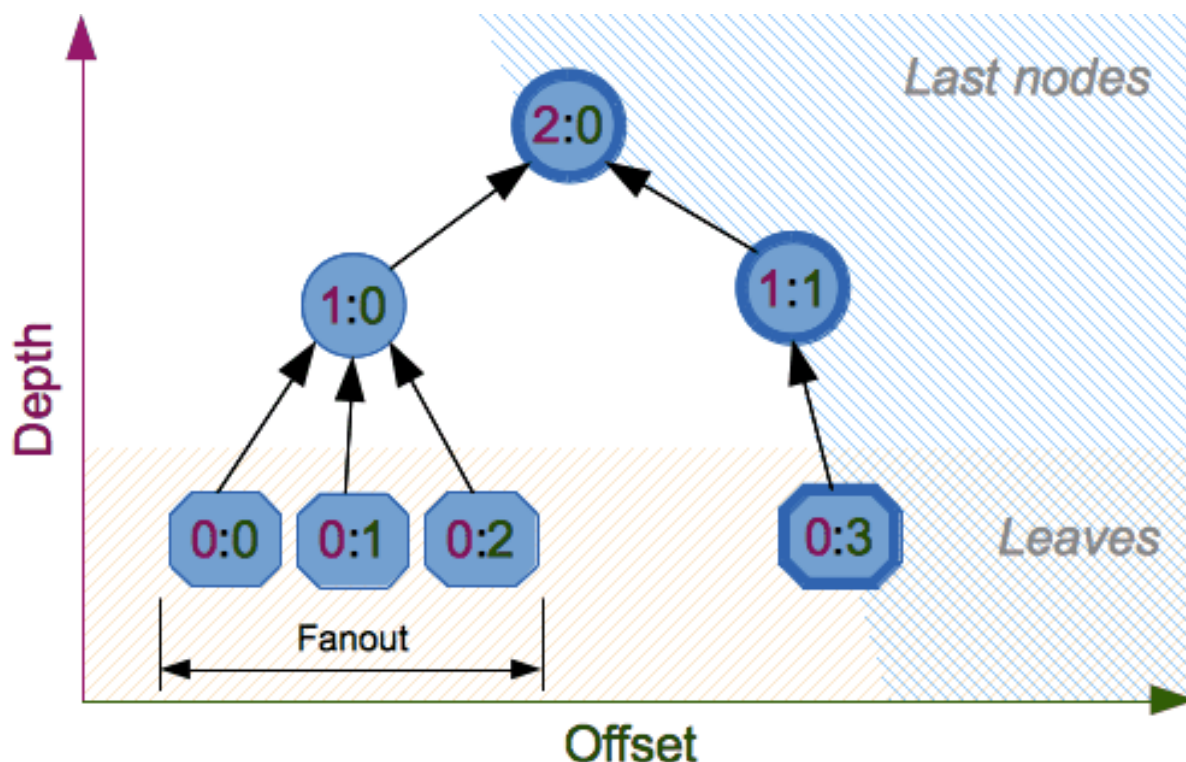 Last nodes
2:0
1:0
1:1
Depth
0:0 0:1 0:2 0:3
Leaves
Fanout
Offset